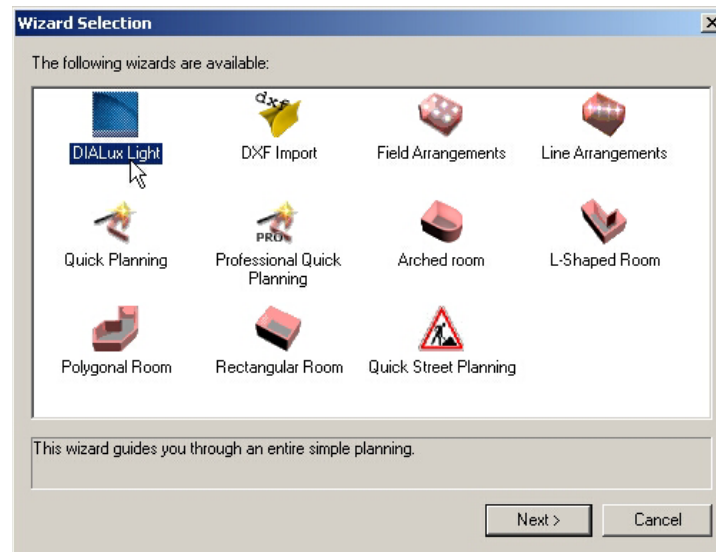 Wizard Selection
The following wizards are available:
dxf
DIALux Light
DXF Import
Field Arrangements
Line Arrangements
PRO
Quick Planning
Professional Quick
Planning
Arched room
L-Shaped Room
Polygonal Room
Rectangular Room
Quick Street Planning
This wizard guides you through an entire simple planning.
Next >
Cancel